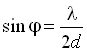 sin φ = λ / 2d